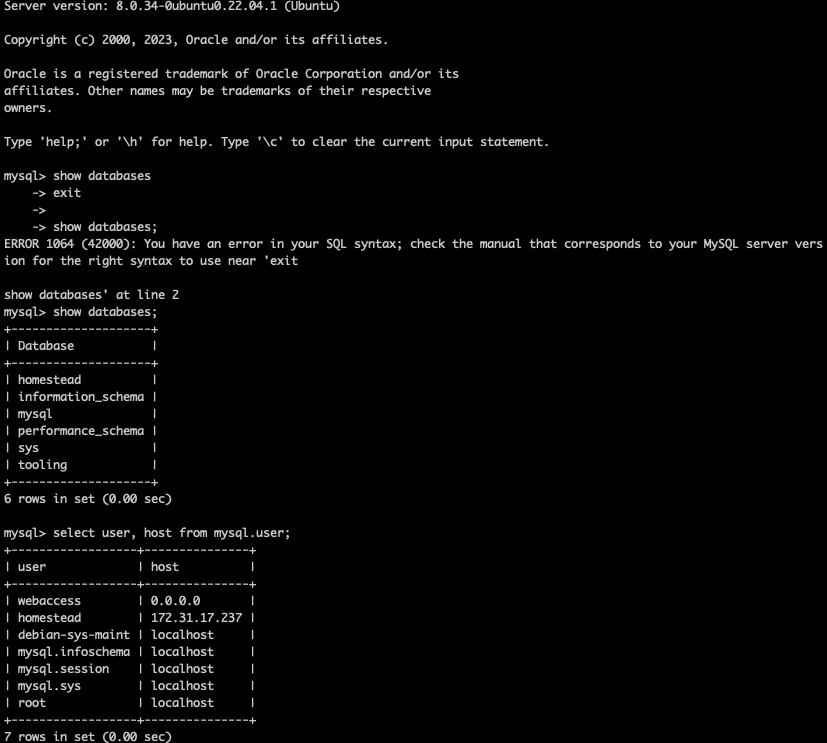 Server version: 8.0.34-0ubuntu0.22.04.1 (Ubuntu)
Copyright (c) 2000, 2023, Oracle and/or its affiliates.
Oracle is a registered trademark of Oracle Corporation and/or its
affiliates. Other names may be trademarks of their respective
owners.
Type 'help;' or '\h' for help. Type '\c' to clear the current input statement.
mysql> show databases
    -> exit
    ->
    -> show databases;
ERROR 1064 (42000): You have an error in your SQL syntax; check the manual that corresponds to your MySQL server vers
ion for the right syntax to use near 'exit
show databases' at line 2
mysql> show databases;
+--------------------+
| Database           |
+--------------------+
| homestead          |
| information_schema |
| mysql              |
| performance_schema |
| sys                |
| tooling            |
+--------------------+
6 rows in set (0.00 sec)
mysql> select user, host from mysql.user;
+------------------+---------------+
| user             | host          |
+------------------+---------------+
| webaccess        | 0.0.0.0       |
| homestead        | 172.31.17.237 |
| debian-sys-maint | localhost     |
| mysql.infoschema | localhost     |
| mysql.session    | localhost     |
| mysql.sys        | localhost     |
| root             | localhost     |
+------------------+---------------+
7 rows in set (0.00 sec)